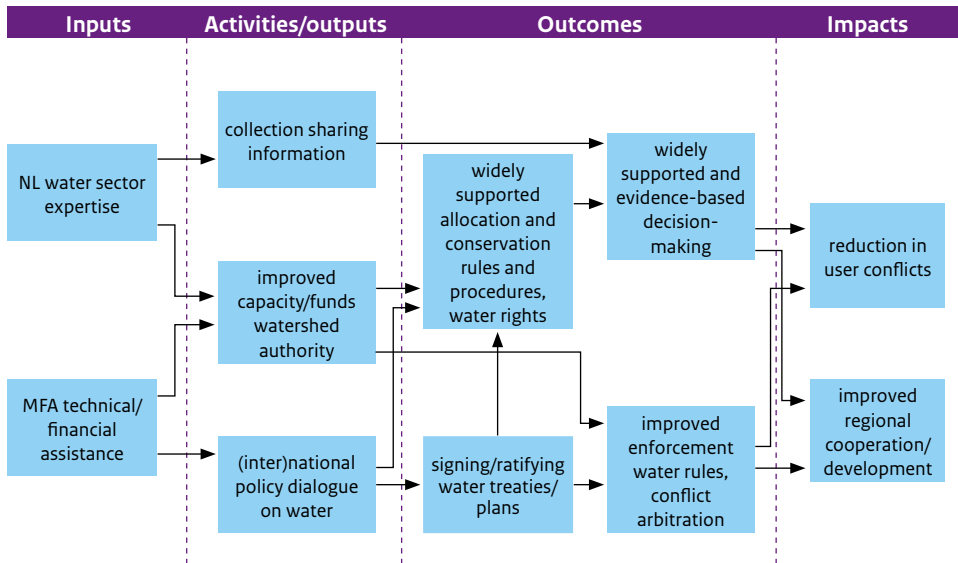 Inputs
Activities/outputs
Outcomes
Impacts
NL water sector
expertise
MFA technical/
financial
assistance
collection sharing
information
improved
capacity/funds
watershed
authority
(inter)national
policy dialogue
on water
widely
supported
allocation and
conservation
rules and
procedures,
water rights
signing/ratifying
water treaties/
plans
widely
supported and
evidence-based
decision-
making
improved
enforcement
water rules,
conflict
arbitration
reduction in
user conflicts
improved
regional
cooperation/
development